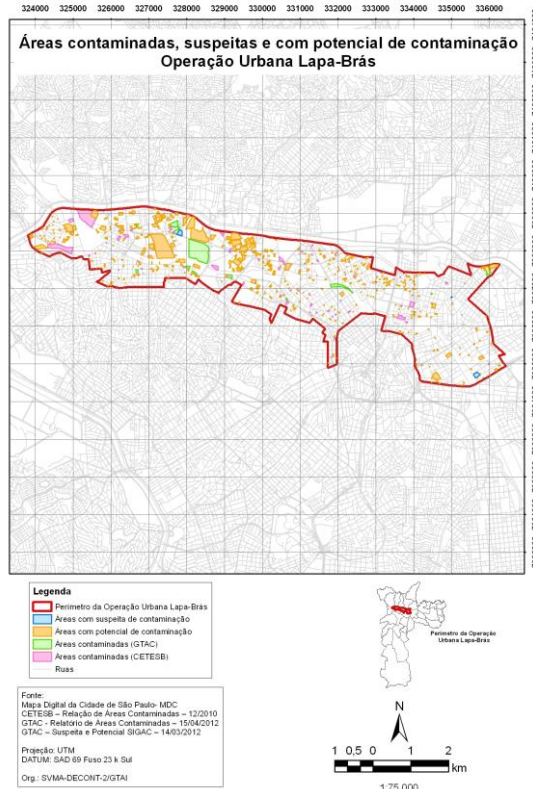 324000 325000 326000 327000 328000 329000 330000 331000 332000 333000 334000 335000 336000
Áreas contaminadas, suspeitas e com potencial de contaminação
Operação Urbana Lapa-Brás
Legenda
Perímetro da Operação Urbana Lapa-Brás
Áreas com suspeita de contaminação
Áreas com potencial de contaminação
Áreas contaminadas (GTAC)
Áreas contaminadas (CETESB)
Ruas
Perímetro da Operação
Urbana Lapa-Brás
Fonte:
Mapa Digital da Cidade de São Paulo- MDC
CETESB – Relação de Áreas Contaminadas – 12/2010
GTAC - Relatório de Áreas Contaminadas – 15/04/2012
GTAC – Suspeita e Potencial SIGAC – 14/03/2012
Projeção: UTM
DATUM: SAD 69 Fuso 23 k Sul
Org.: SVMA-DECONT-2/GTAI
N
1 0,5 0 1 2
km
1:75.000